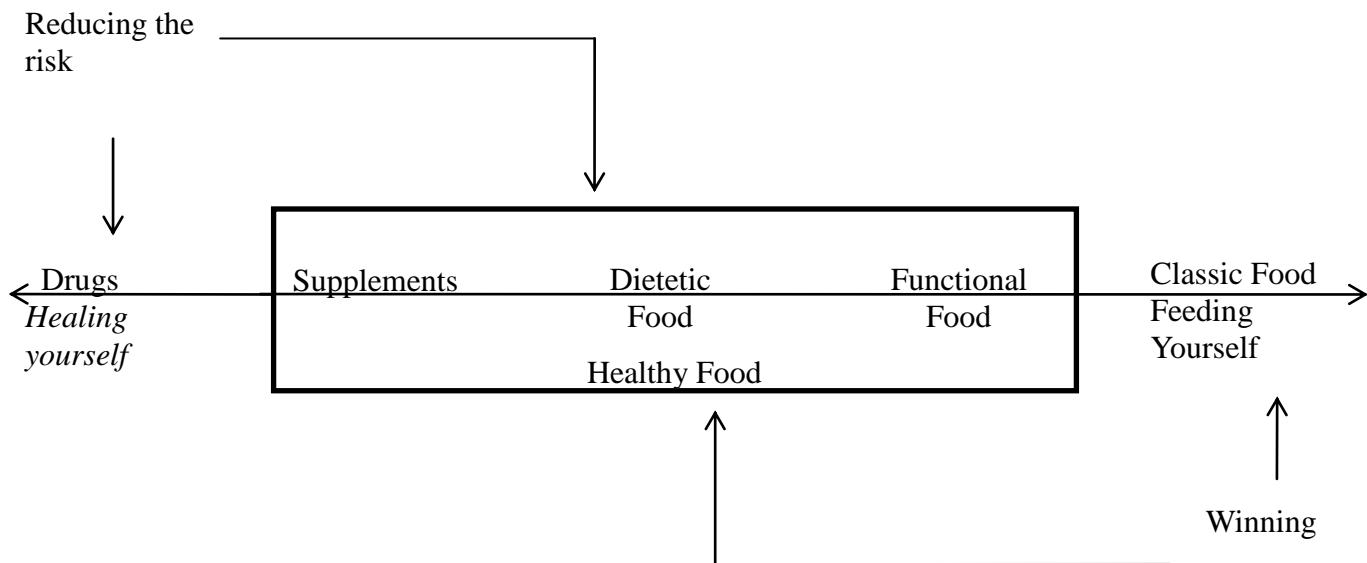 Reducing the
risk
Drugs
Healing
yourself
Supplements
Dietetic
Food
Functional
Food
Healthy Food
Classic Food
Feeding
Yourself
Winning